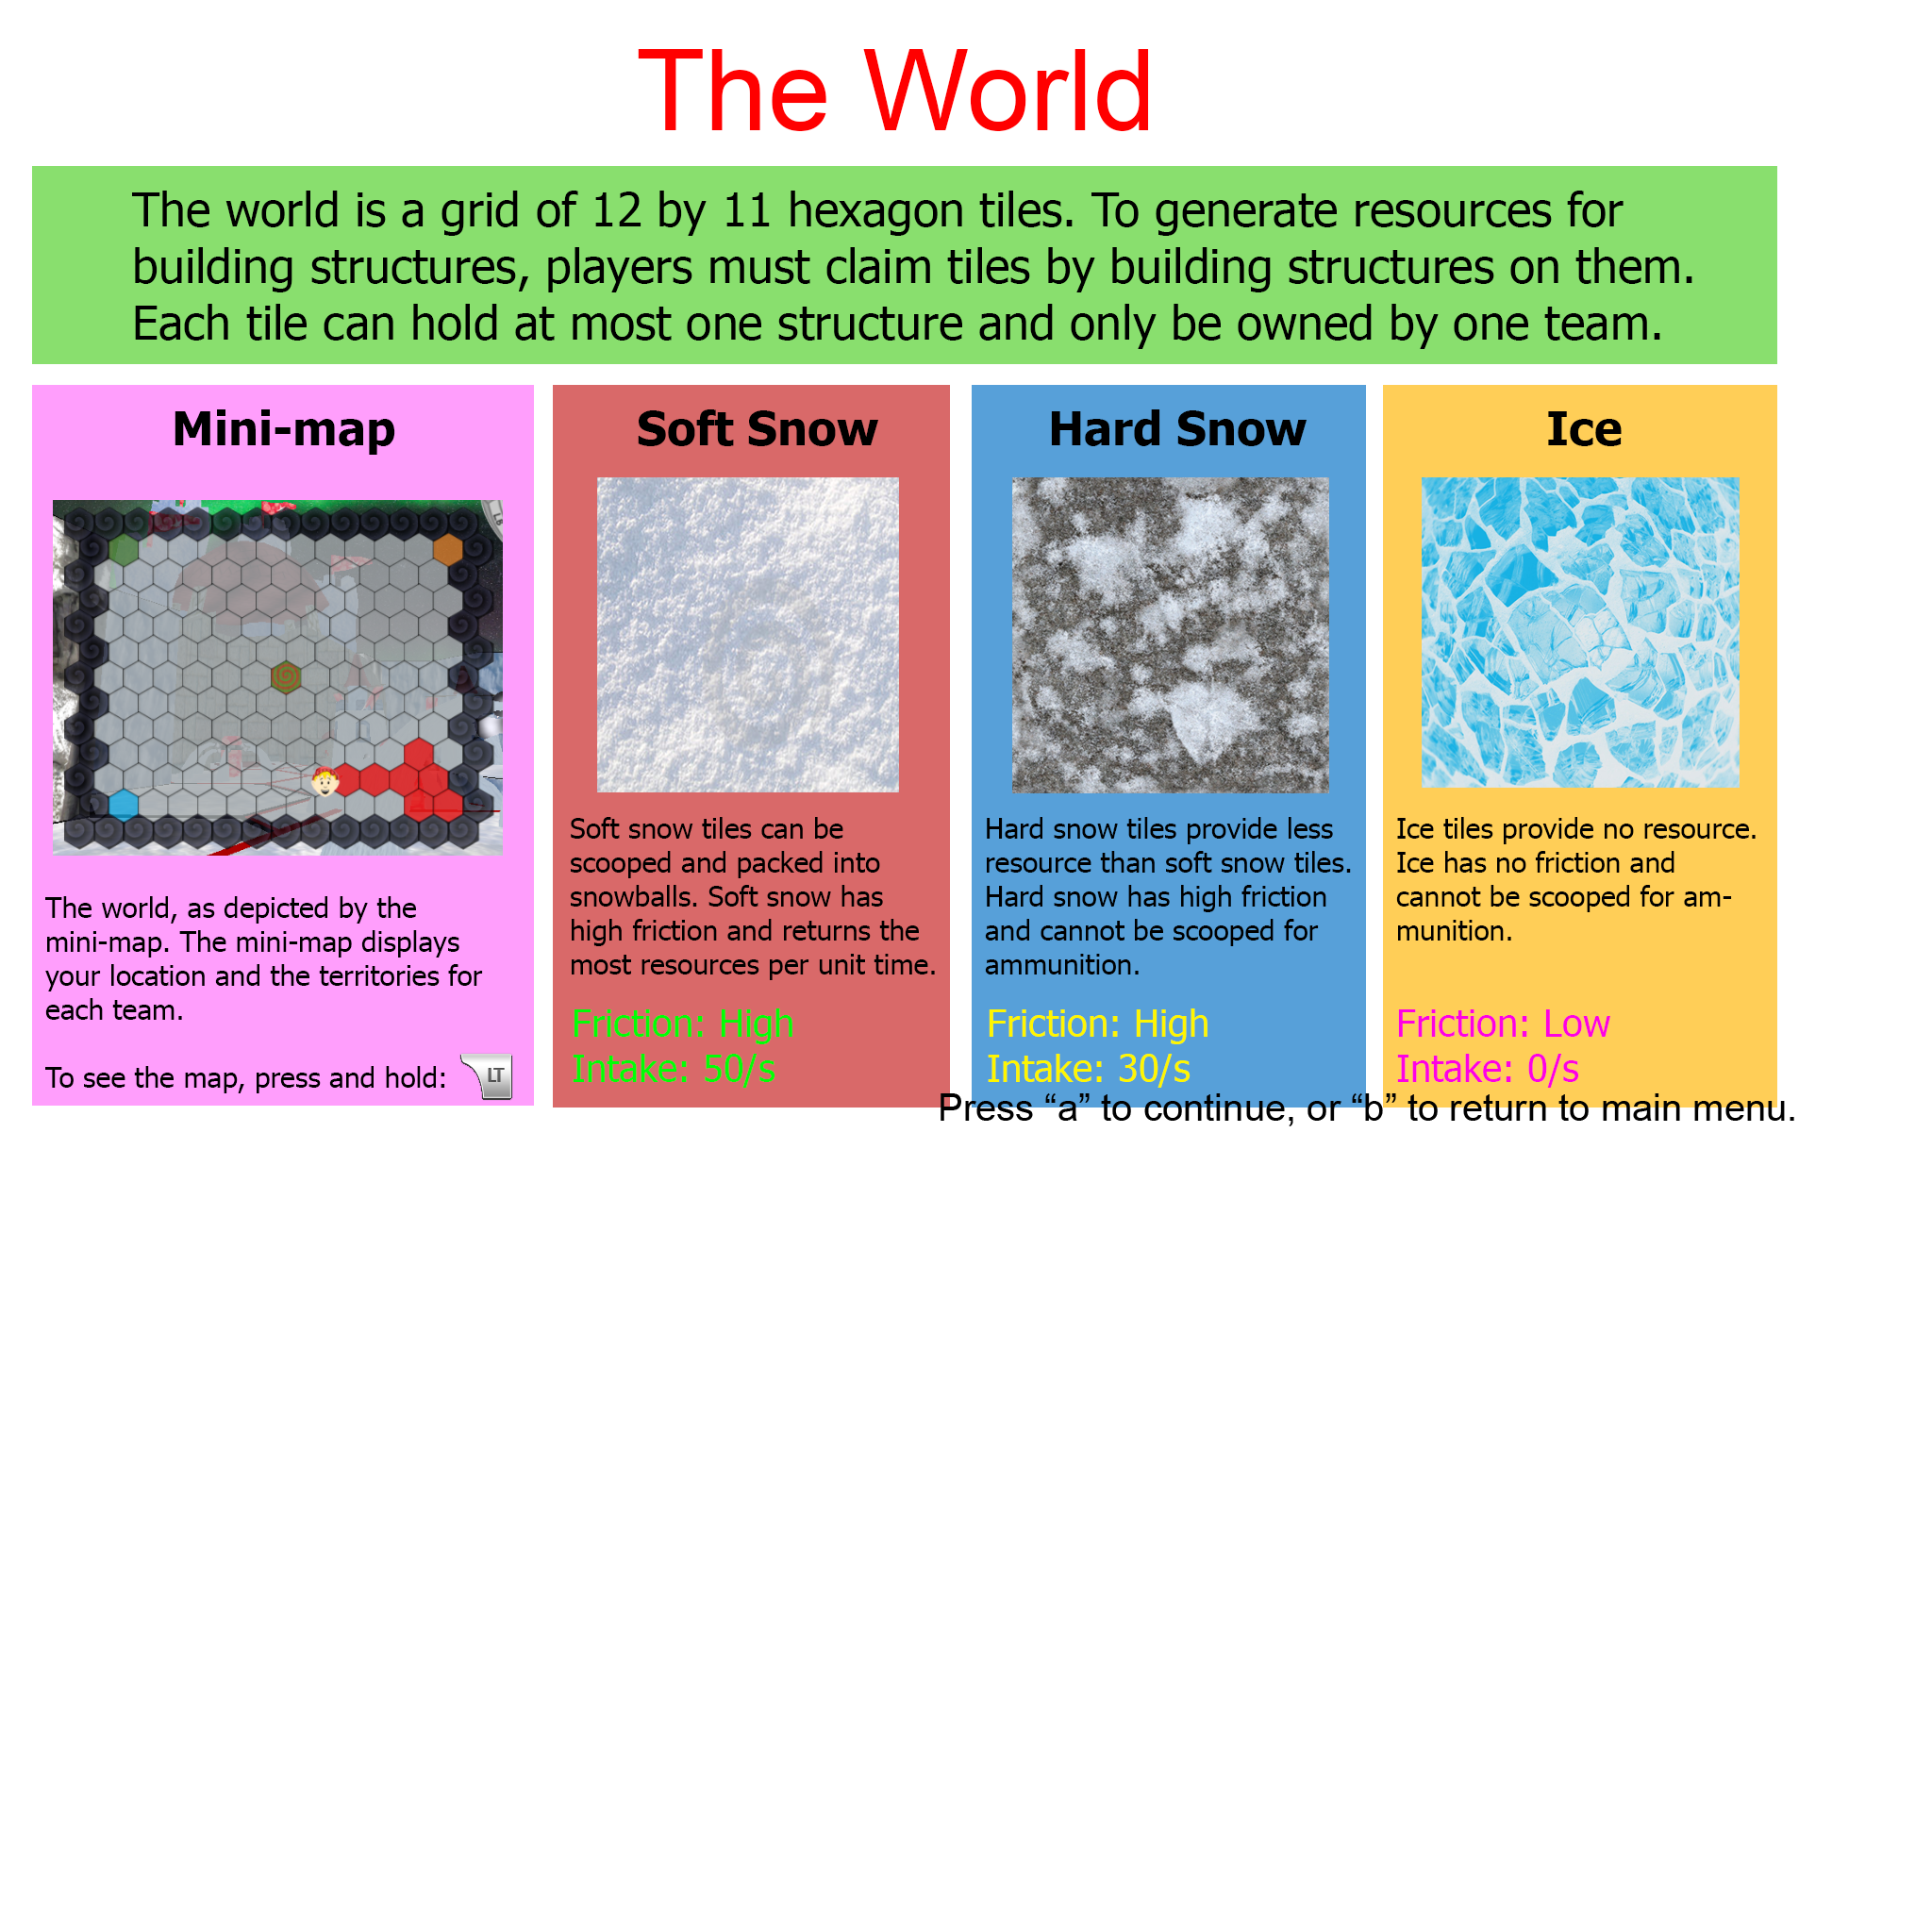 The World
The world is a grid of 12 by 11 hexagon tiles. To generate resources for
building structures, players must claim tiles by building structures on them.
Each tile can hold at most one structure and only be owned by one team.
Mini-map
LB
The world, as depicted by the
mini-map. The mini-map displays
your location and the territories for
each team.
To see the map, press and hold:
LT
Soft Snow
Soft snow tiles can be
scooped and packed into
snowballs. Soft snow has
high friction and returns the
most resources per unit time.
Friction: High
Intake: 50/s
Hard Snow
Hard snow tiles provide less
resource than soft snow tiles.
Hard snow has high friction
and cannot be scooped for
ammunition.
Friction: High
Intake: 30/s
Ice
Ice tiles provide no resource.
Ice has no friction and
cannot be scooped for am-
munition.
Friction: Low
Intake: 0/s
Press “a” to continue, or “b” to return to main menu.